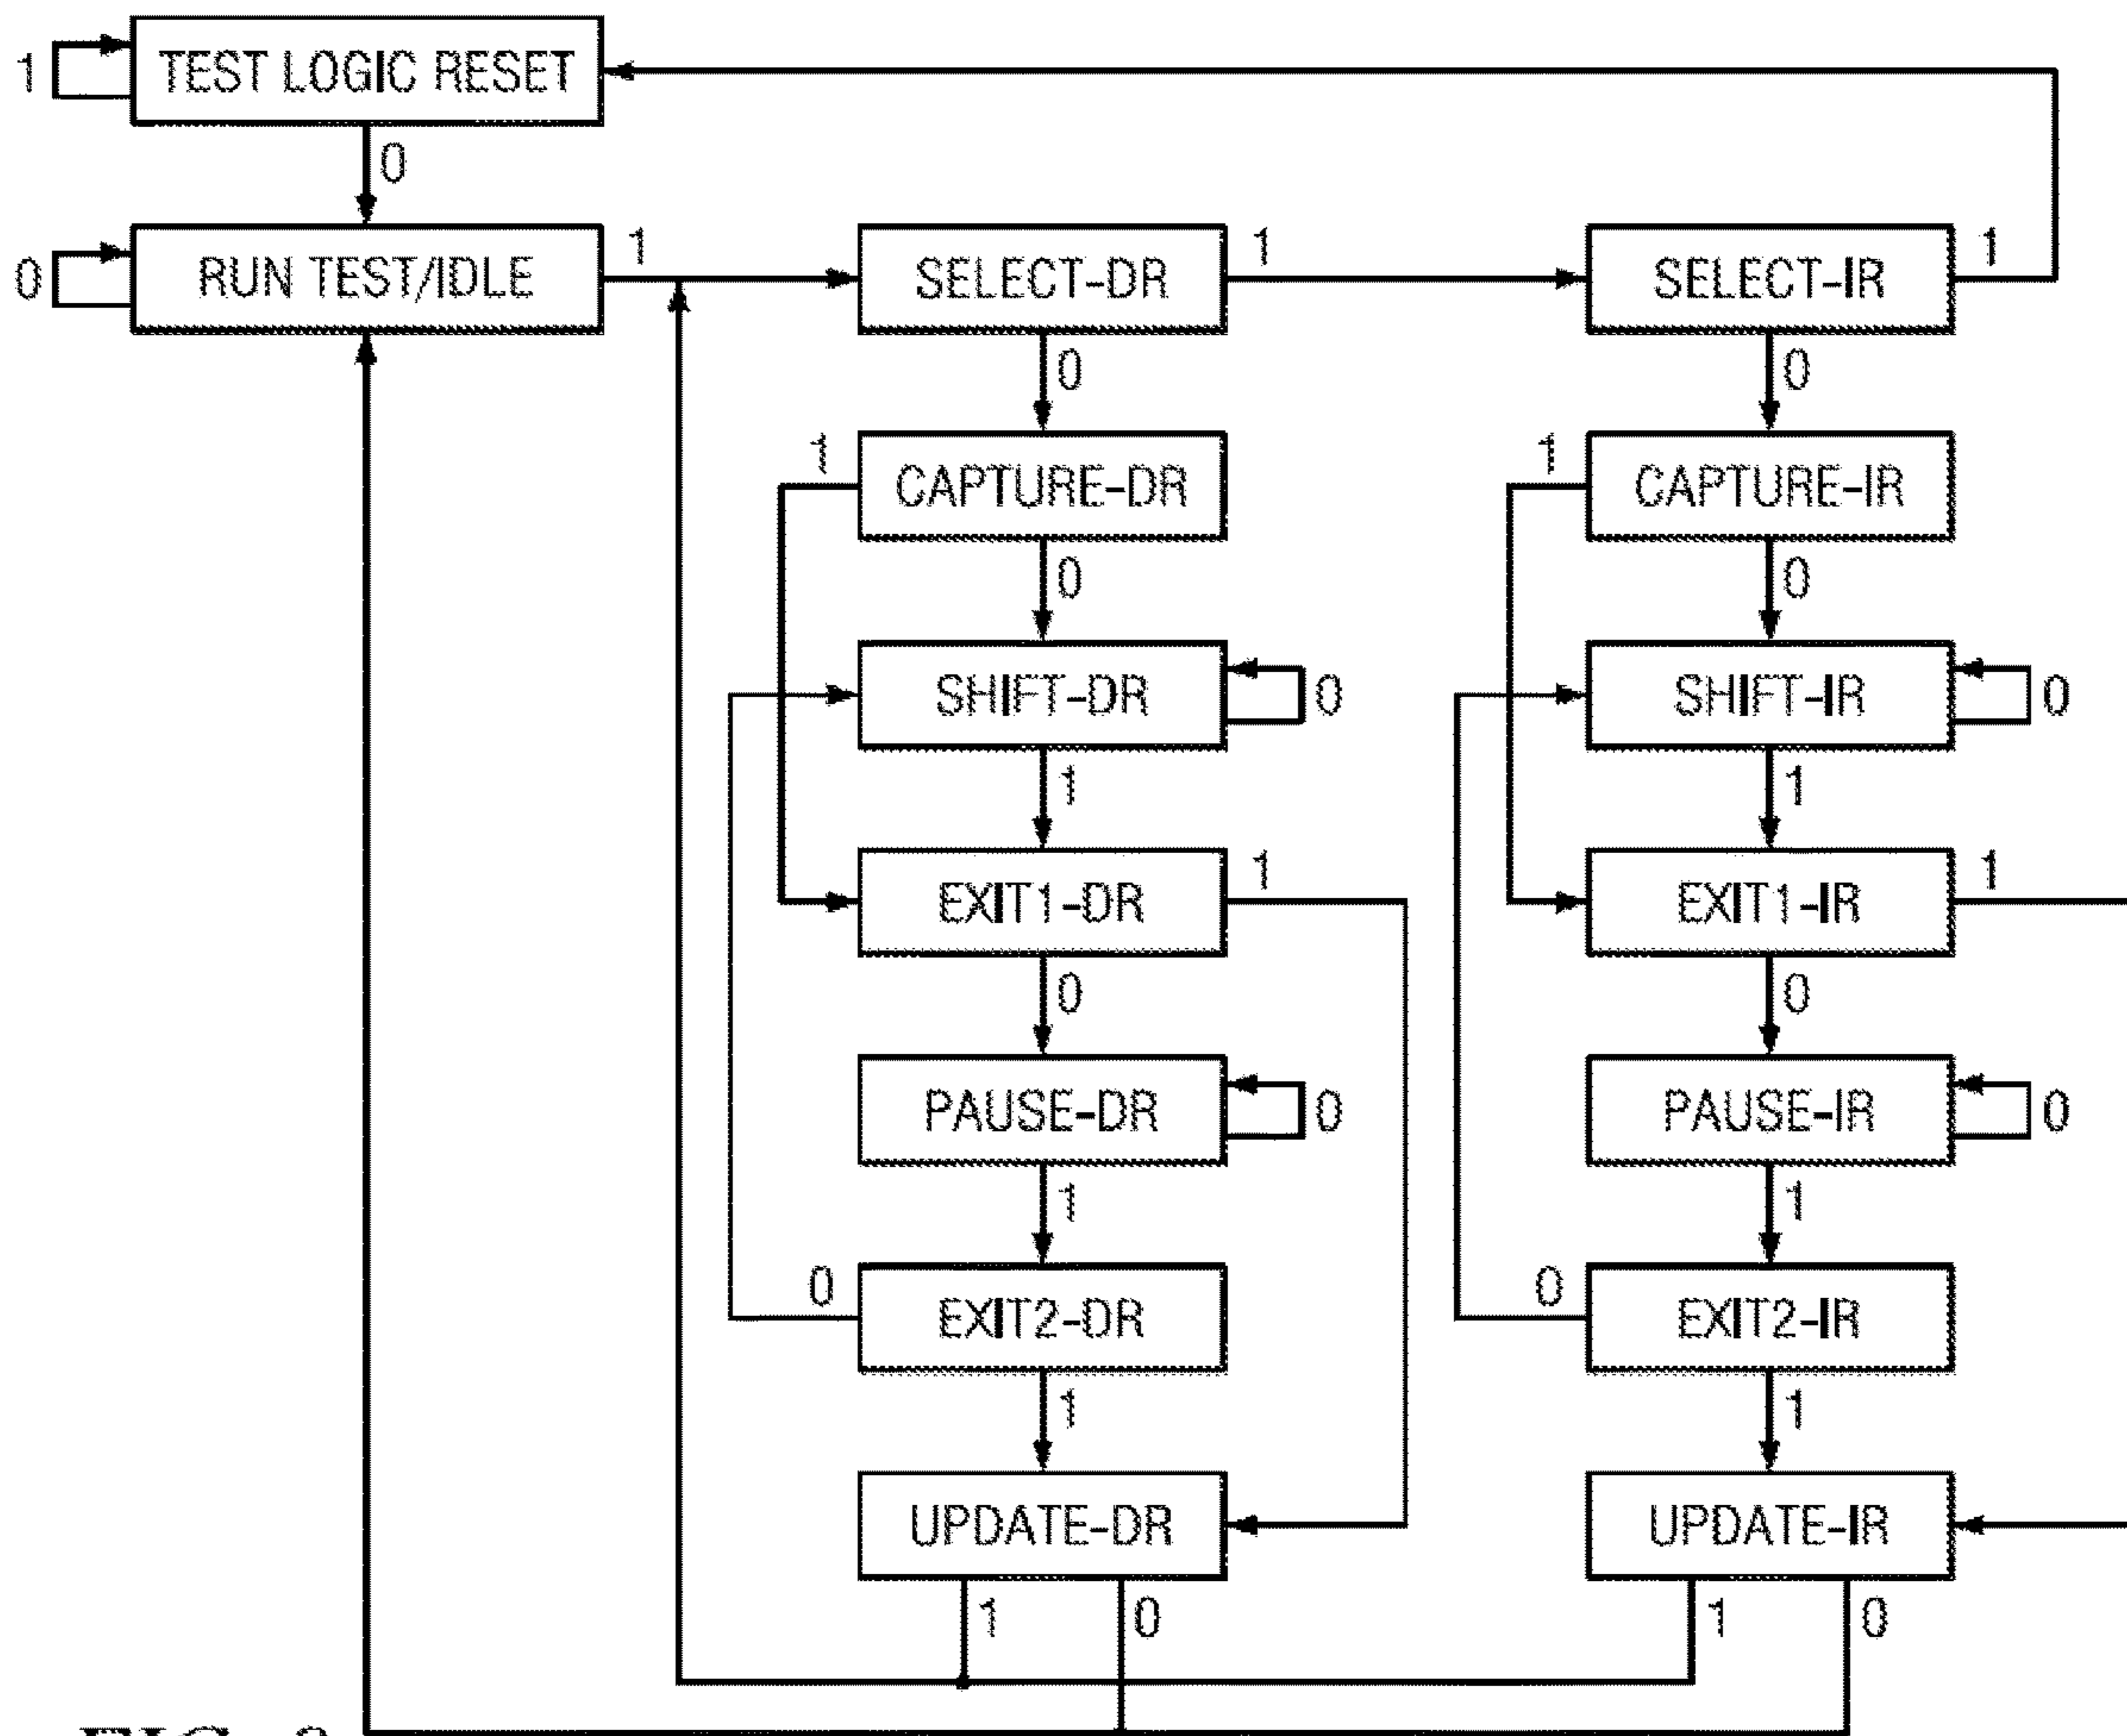 1 TEST LOGIC RESET
0
0 RUN TEST/IDLE 1 SELECT-DR 1 SELECT-IR 1
0 0
1 CAPTURE-DR 1 CAPTURE-IR
0 0
SHIFT-DR 0 SHIFT-IR 0
1 1
EXIT1-DR 1 EXIT1-IR 1
0 0
PAUSE-DR 0 PAUSE-IR 0
1 1
0 EXIT2-DR 0 EXIT2-IR
1 1
UPDATE-DR UPDATE-IR
1 0 1 0
FIG.